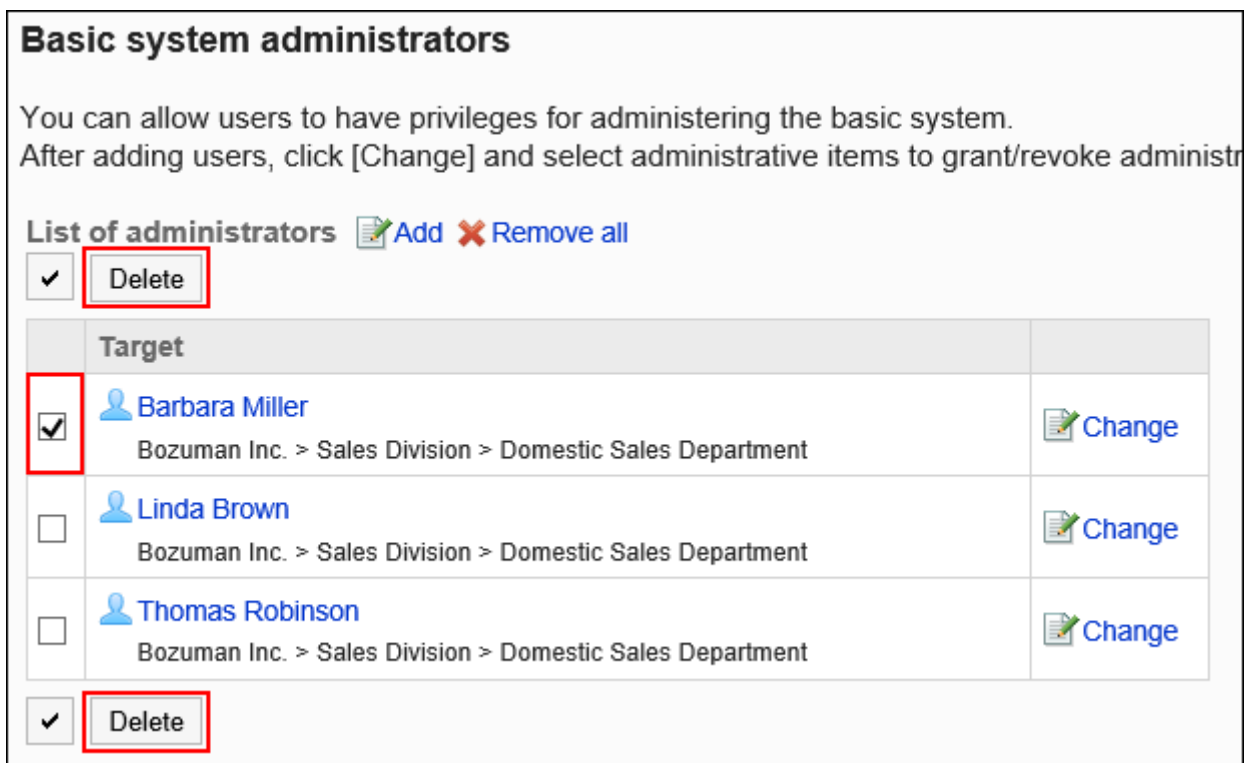 Basic system administrators
You can allow users to have privileges for administering the basic system.
After adding users, click [Change] and select administrative items to grant/revoke administr
List of administrators Add Remove all
Delete
Target
Barbara Miller
Bozuman Inc. > Sales Division > Domestic Sales Department
Change
Linda Brown
Bozuman Inc. > Sales Division > Domestic Sales Department
Change
Thomas Robinson
Bozuman Inc. > Sales Division > Domestic Sales Department
Change
Delete